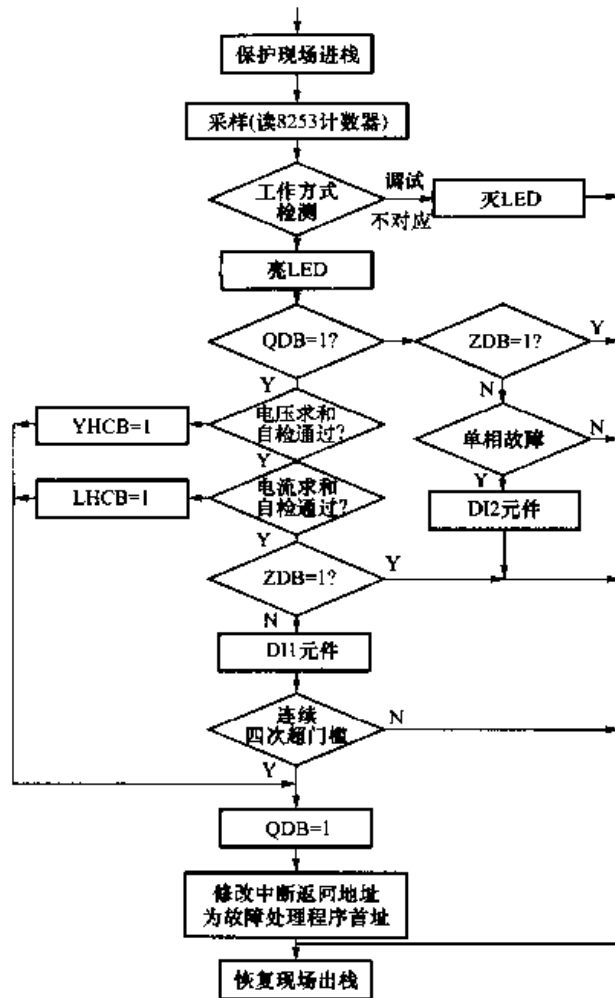 保护现场进栈
采样(读8253计数器)
工作方式
检测
调试
不对应
灭LED
亮LED
QDB=1?
ZDB=1?
Y
Y
N
YHCB=1
电压求和
自检通过?
单相故障
N
Y
Y
LHCB=1
电流求和
自检通过?
DI2元件
Y
ZDB=1?
Y
N
DI1元件
连续
四次超门槛
N
Y
QDB=1
修改中断返回地址
为故障处理程序首址
恢复现场出栈